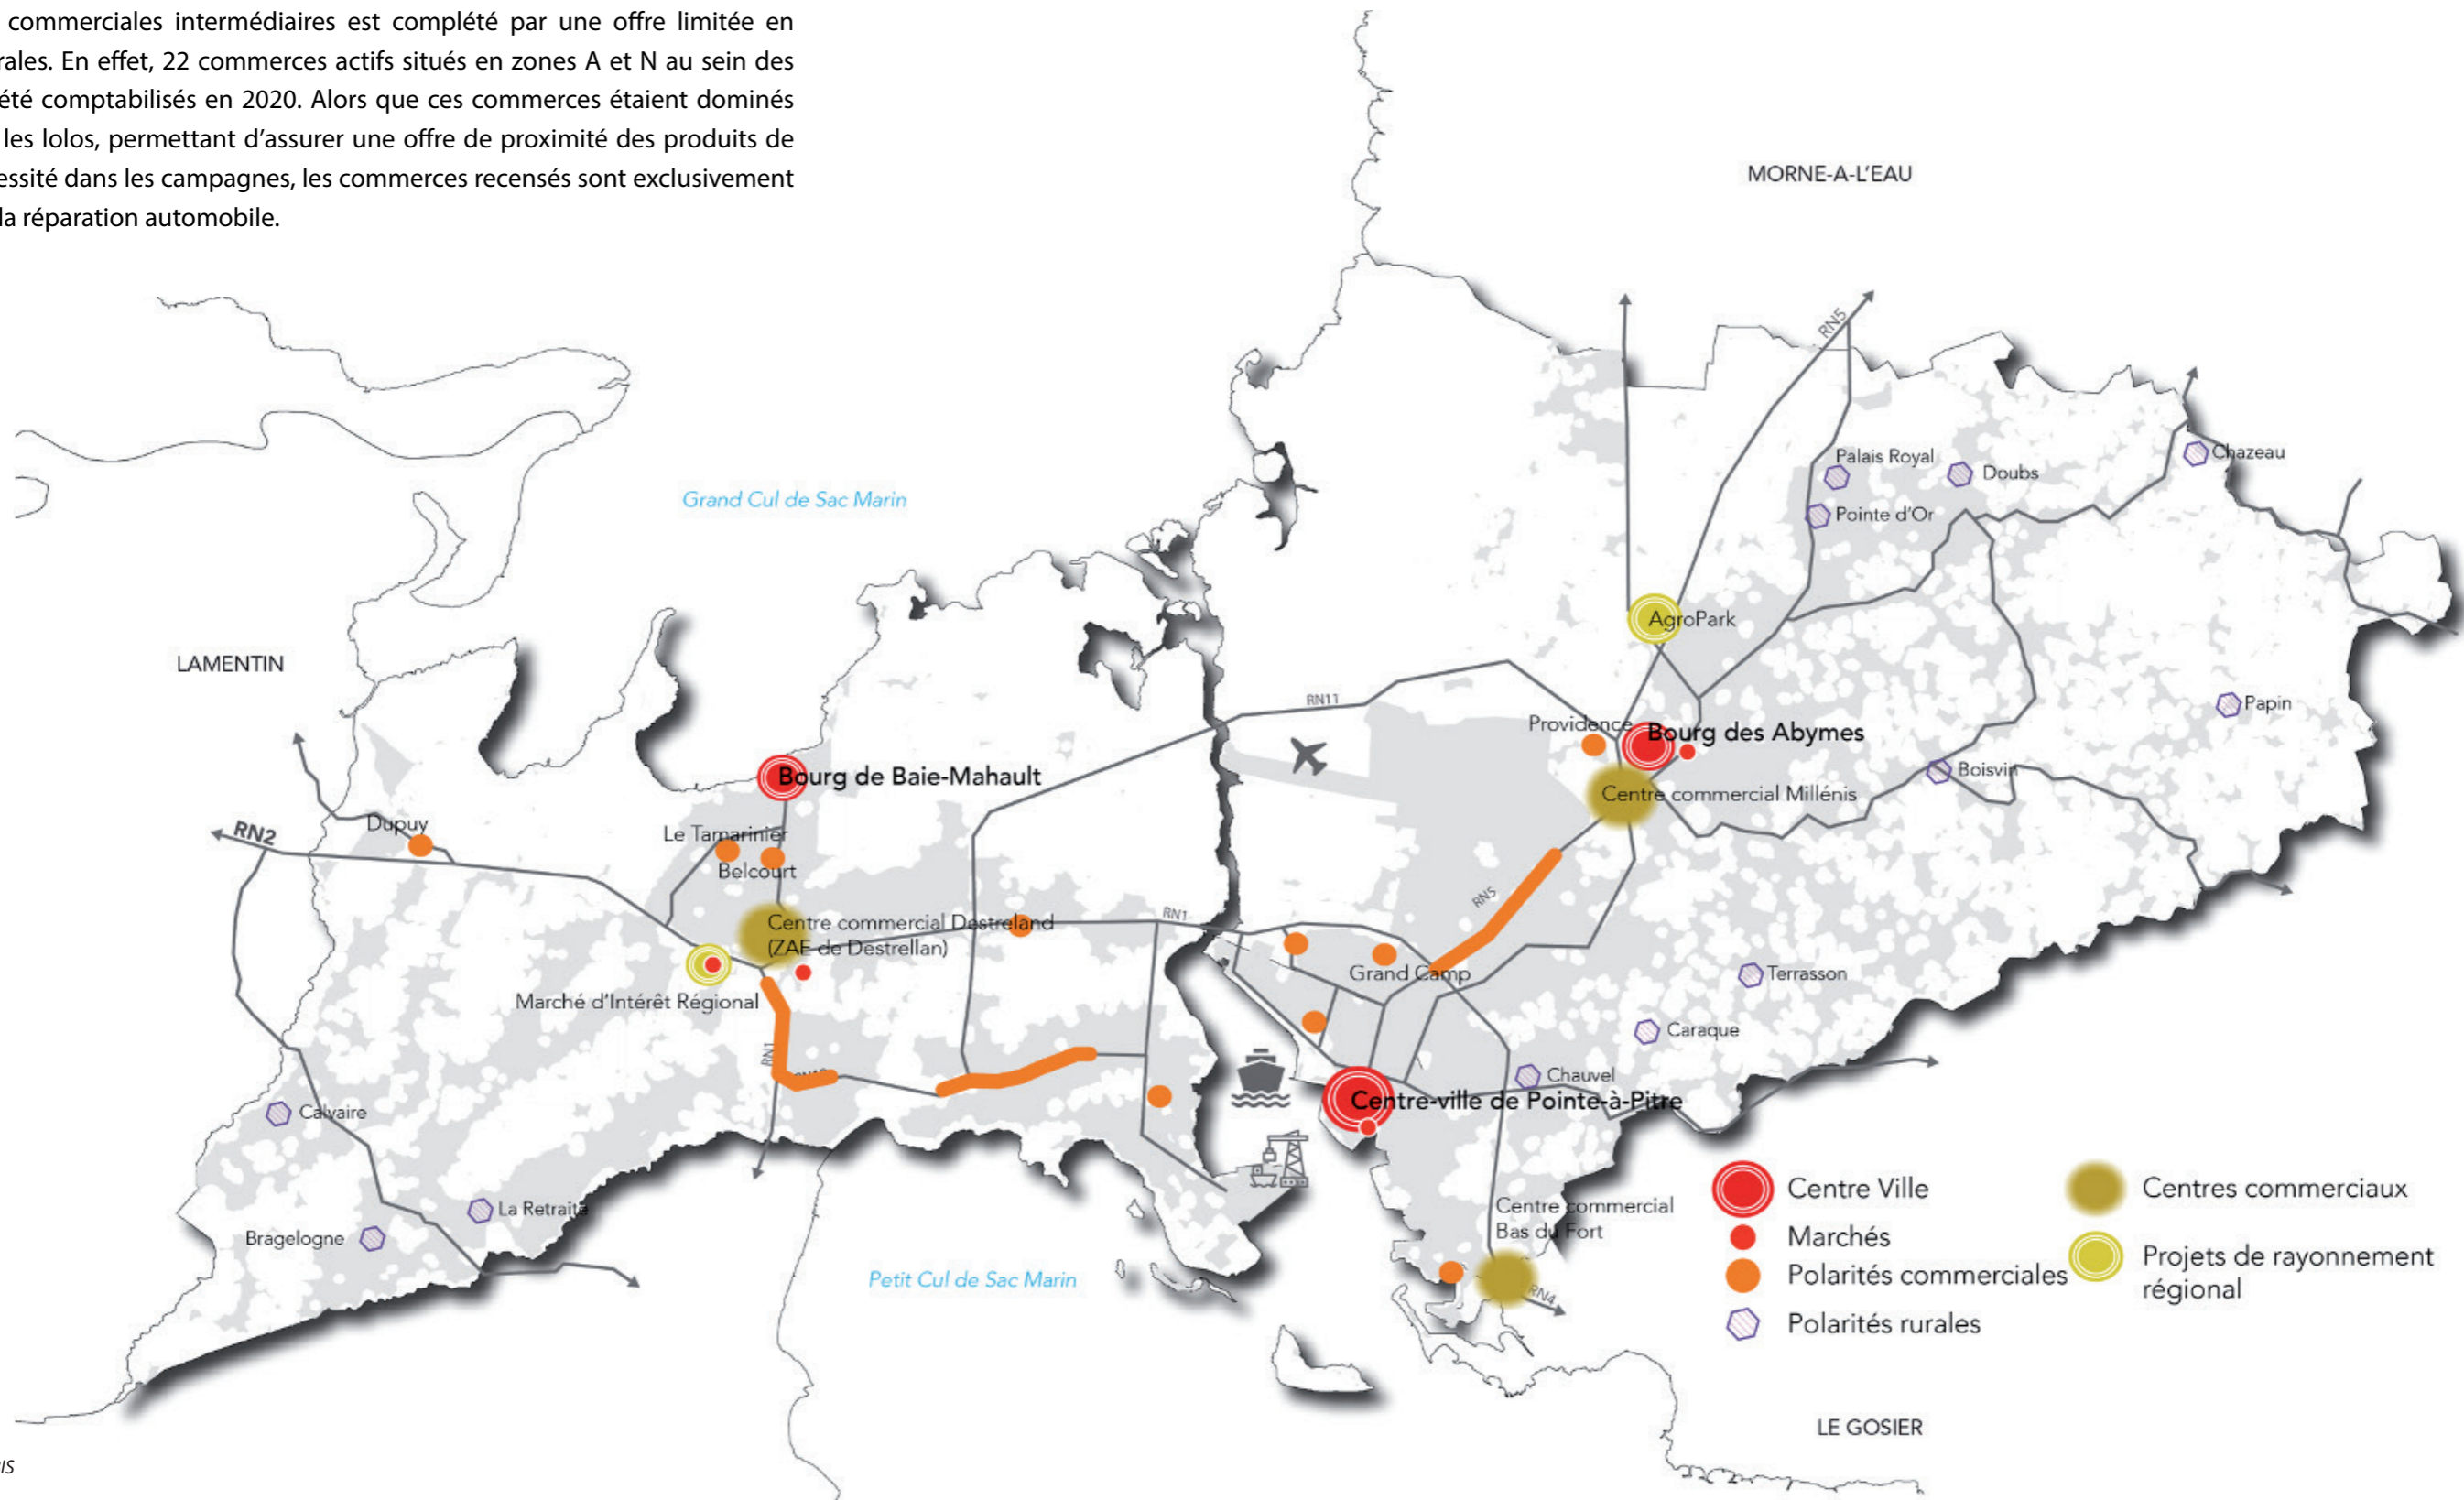 commerciales intermédiaires est complété par une offre limitée en
rales. En effet, 22 commerces actifs situés en zones A et N au sein des
été comptabilisés en 2020. Alors que ces commerces étaient dominés
les lolos, permettant d'assurer une offre de proximité des produits de
essité dans les campagnes, les commerces recensés sont exclusivement
la réparation automobile.
MORNE-A-L'EAU
RN5
Palais Royal
Doubs
Chazeau
Pointe d'Or
Grand Cul de Sac Marin
AgroPark
LAMENTIN
RN11
Papin
Providence
Bourg des Abymes
Boisvin
Bourg de Baie-Mahault
Centre commercial Millénis
Dupuy
RN2
Le Tamarinier
Belcourt
RN5
RN1
Centre commercial Destreland
(ZAE de Destrellan)
Grand Camp
Terrasson
Marché d'Intérêt Régional
Caraque
RN1
Chauvel
Centre-ville de Pointe-à-Pitre
Calvaire
La Retraite
Bragelogne
Centre commercial
Bas du Fort
Petit Cul de Sac Marin
RN4
Centre Ville
Marchés
Polarités commerciales
Polarités rurales
Centres commerciaux
Projets de rayonnement
régional
LE GOSIER
IS